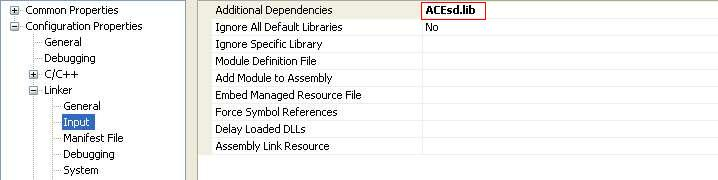 Common Properties
Configuration Properties
General
Debugging
C/C++
Linker
General
Input
Manifest File
Debugging
System
Additional Dependencies ACEsd.lib
Ignore All Default Libraries No
Ignore Specific Library
Module Definition File
Add Module to Assembly
Embed Managed Resource File
Force Symbol References
Delay Loaded DLLs
Assembly Link Resource